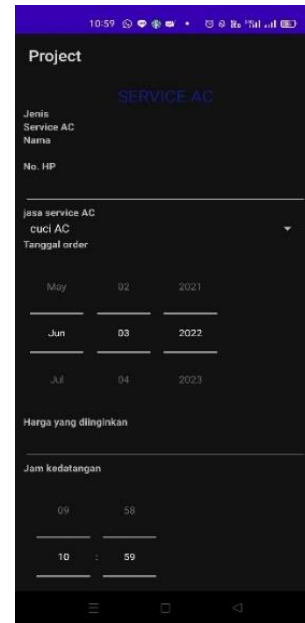 10:59
Project
SERVICE AC
Jenis
Service AC
Nama
No. HP
jasa service AC
cuci AC
Tanggal order
May 02 2021
Jun 03 2022
Jul 04 2023
Harga yang diinginkan
Jam kedatangan
09 58
10 : 59